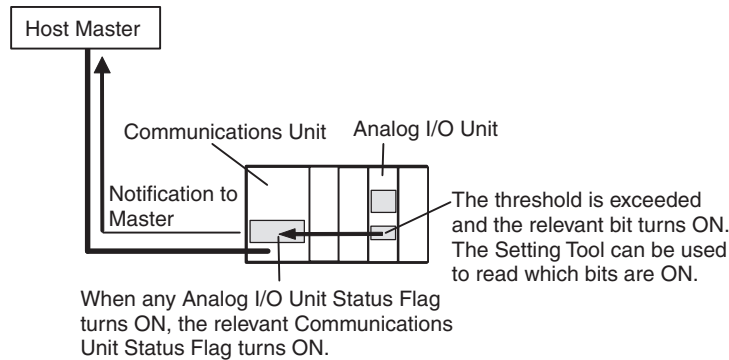 Host Master
Communications Unit
Analog I/O Unit
Notification to
Master
The threshold is exceeded
and the relevant bit turns ON.
The Setting Tool can be used
to read which bits are ON.
When any Analog I/O Unit Status Flag
turns ON, the relevant Communications
Unit Status Flag turns ON.